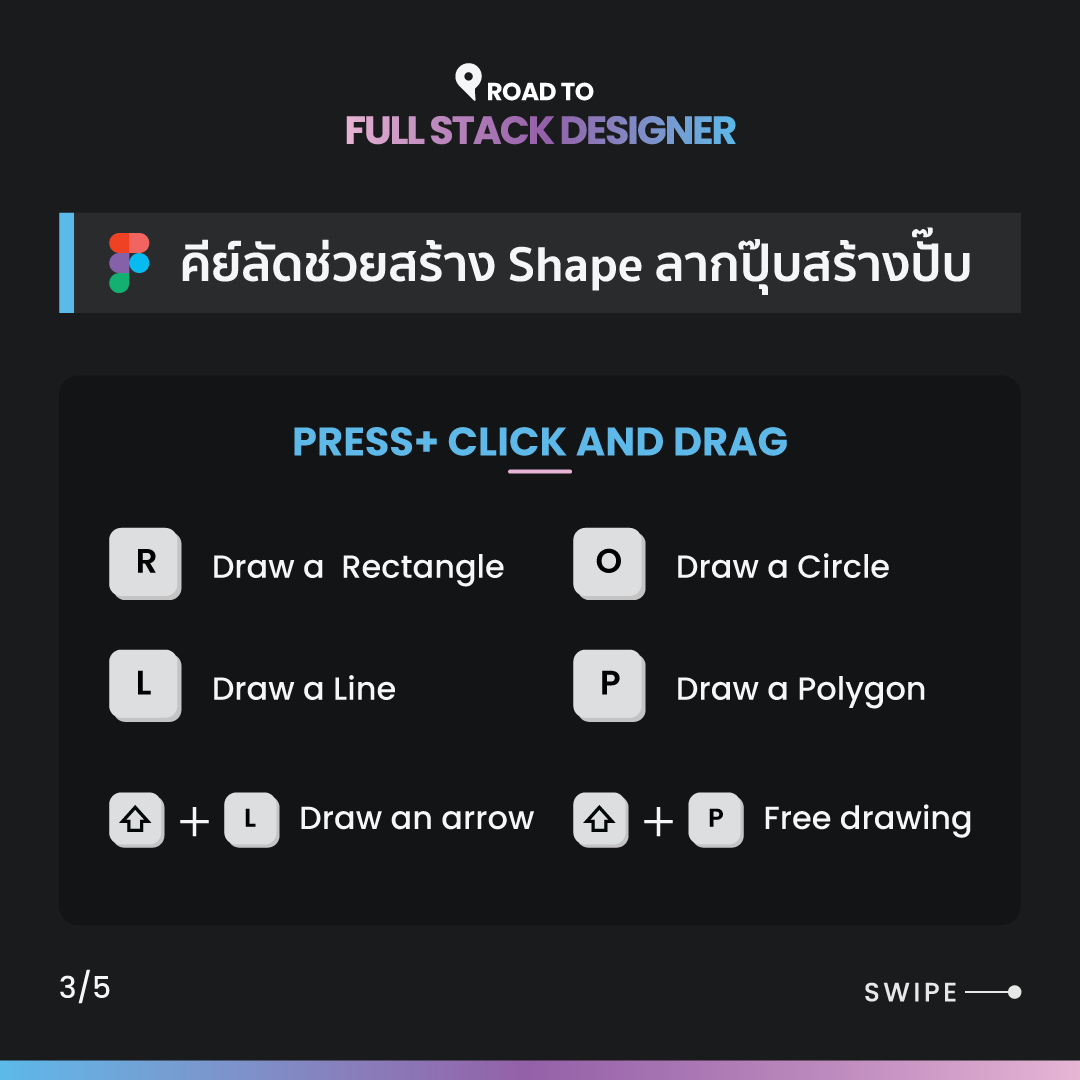 ROAD TO
FULL STACK DESIGNER
คีย์ลัดช่วยสร้าง Shape ลากปุ๊บสร้างปั๊บ
PRESS+ CLICK AND DRAG
R Draw a Rectangle
O Draw a Circle
L Draw a Line
P Draw a Polygon
⇧ + L Draw an arrow
⇧ + P Free drawing
3/5
SWIPE